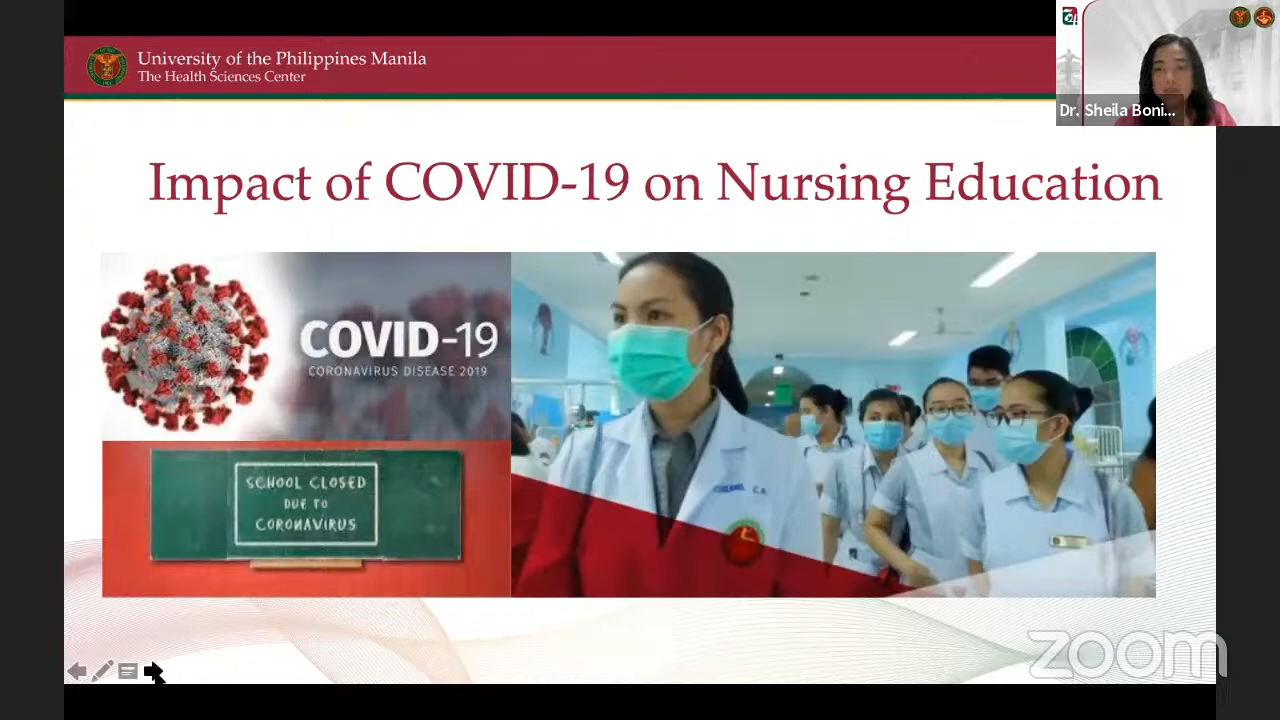 University of the Philippines Manila
The Health Sciences Center
Dr. Sheila Boni...
Impact of COVID-19 on Nursing Education
COVID-19
CORONAVIRUS DISEASE 2019
SCHOOL CLOSED
DUE TO
CORONAVIRUS
zoom